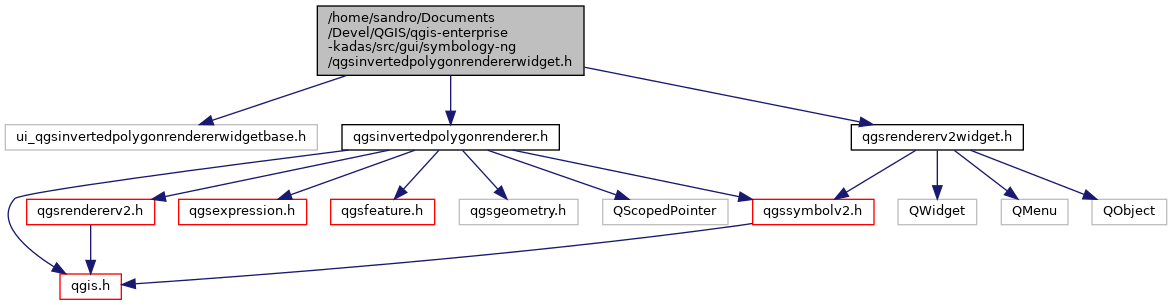 /home/sandro/Documents
/Devel/QGIS/qgis-enterprise
-kadas/src/gui/symbology-ng
/qgsinvertedpolygonrendererwidget.h
ui_qgsinvertedpolygonrendererwidgetbase.h
qgsinvertedpolygonrenderer.h
qgsrendererv2widget.h
qgsrendererv2.h
qgsexpression.h
qgsfeature.h
qgsgeometry.h
QScopedPointer
qgssymbolv2.h
QWidget
QMenu
QObject
qgis.h